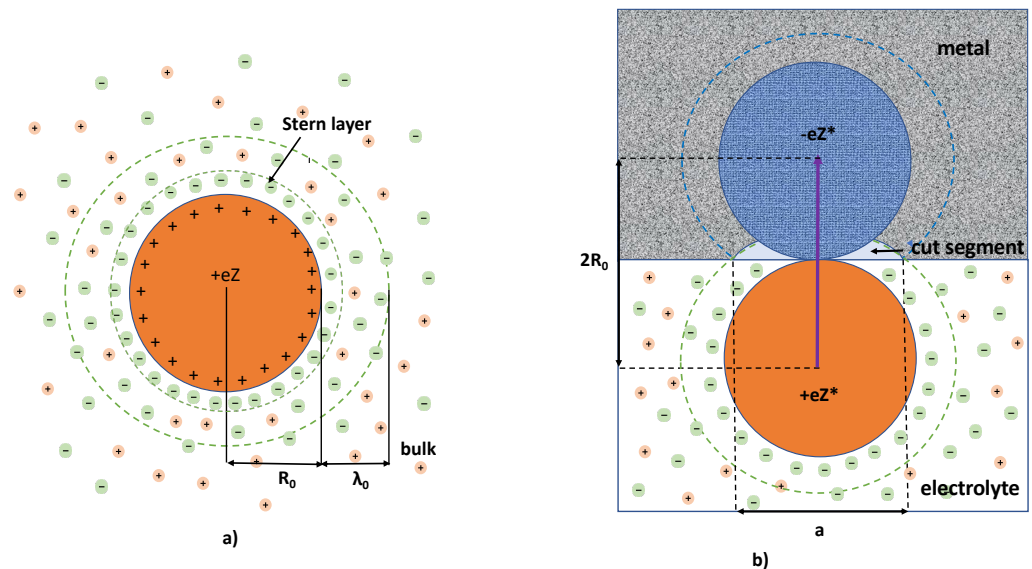 Stern layer
+eZ
R₀
λ₀
bulk
a)
metal
-eZ*
cut segment
2R₀
+eZ*
electrolyte
a
b)